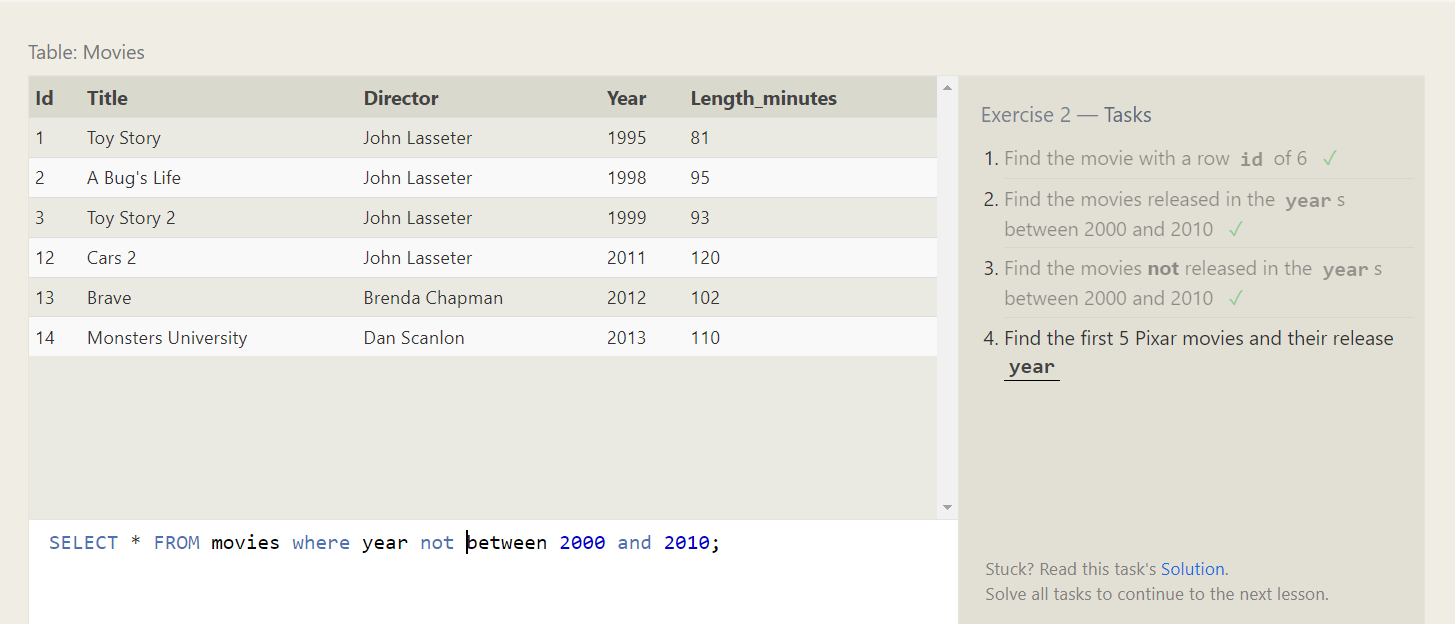 Table: Movies
Id Title Director Year Length_minutes
1 Toy Story John Lasseter 1995 81
2 A Bug's Life John Lasseter 1998 95
3 Toy Story 2 John Lasseter 1999 93
12 Cars 2 John Lasseter 2011 120
13 Brave Brenda Chapman 2012 102
14 Monsters University Dan Scanlon 2013 110
SELECT * FROM movies where year not between 2000 and 2010;
Exercise 2 — Tasks
1. Find the movie with a row id of 6 ✓
2. Find the movies released in the year s
between 2000 and 2010 ✓
3. Find the movies not released in the year s
between 2000 and 2010 ✓
4. Find the first 5 Pixar movies and their release
year
Stuck? Read this task's Solution.
Solve all tasks to continue to the next lesson.